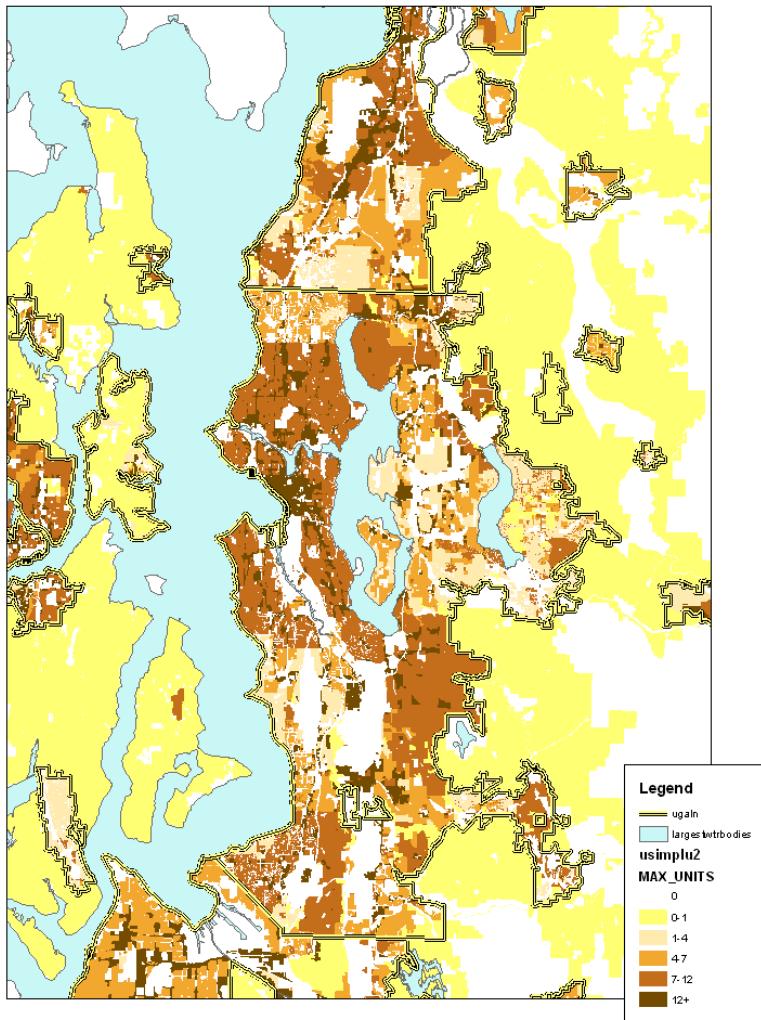 Legend
ugaln
largestwtrbodies
usimplu2
MAX_UNITS
0
0-1
1-4
4-7
7-12
12+